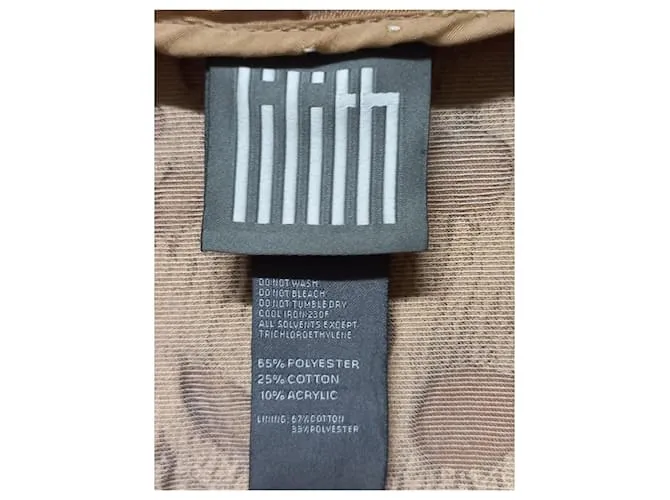 lilith
DO NOT WASH
DO NOT BLEACH
DO NOT TUMBLE DRY
COOL IRON 230F
ALL SOLVENTS EXCEPT
TRICHLOROETHYLENE
65% POLYESTER
25% COTTON
10% ACRYLIC
LINING: 67% COTTON
33% POLYESTER